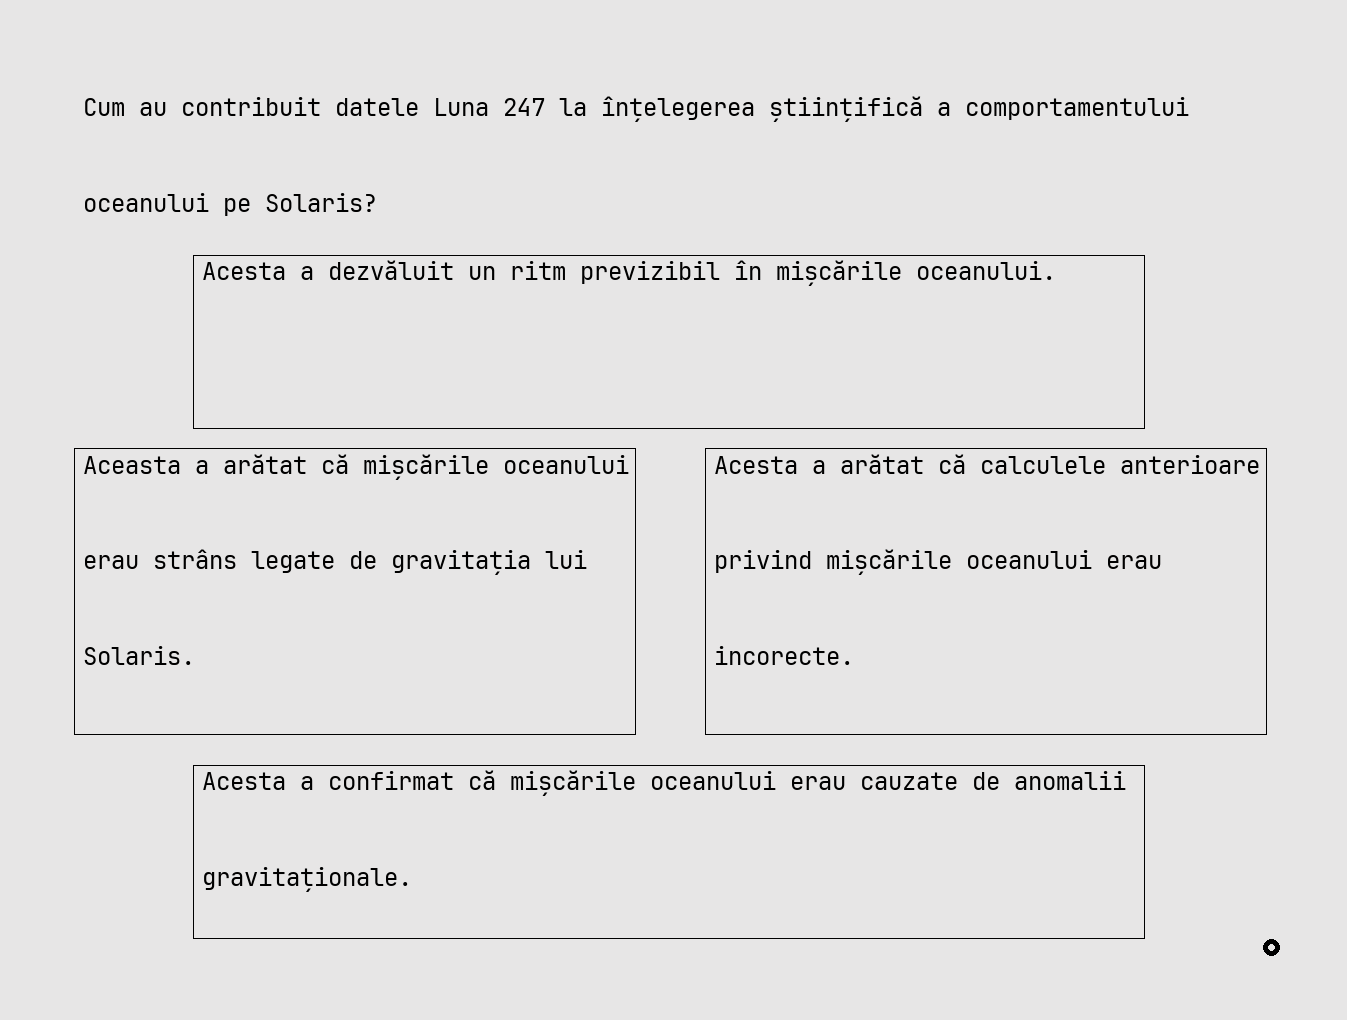 Cum au contribuit datele Luna 247 la înțelegerea științifică a comportamentului
oceanului pe Solaris?
Acesta a dezvăluit un ritm previzibil în mișcările oceanului.
Aceasta a arătat că mișcările oceanului
erau strâns legate de gravitația lui
Solaris.
Acesta a arătat că calculele anterioare
privind mișcările oceanului erau
incorecte.
Acesta a confirmat că mișcările oceanului erau cauzate de anomalii
gravitaționale.